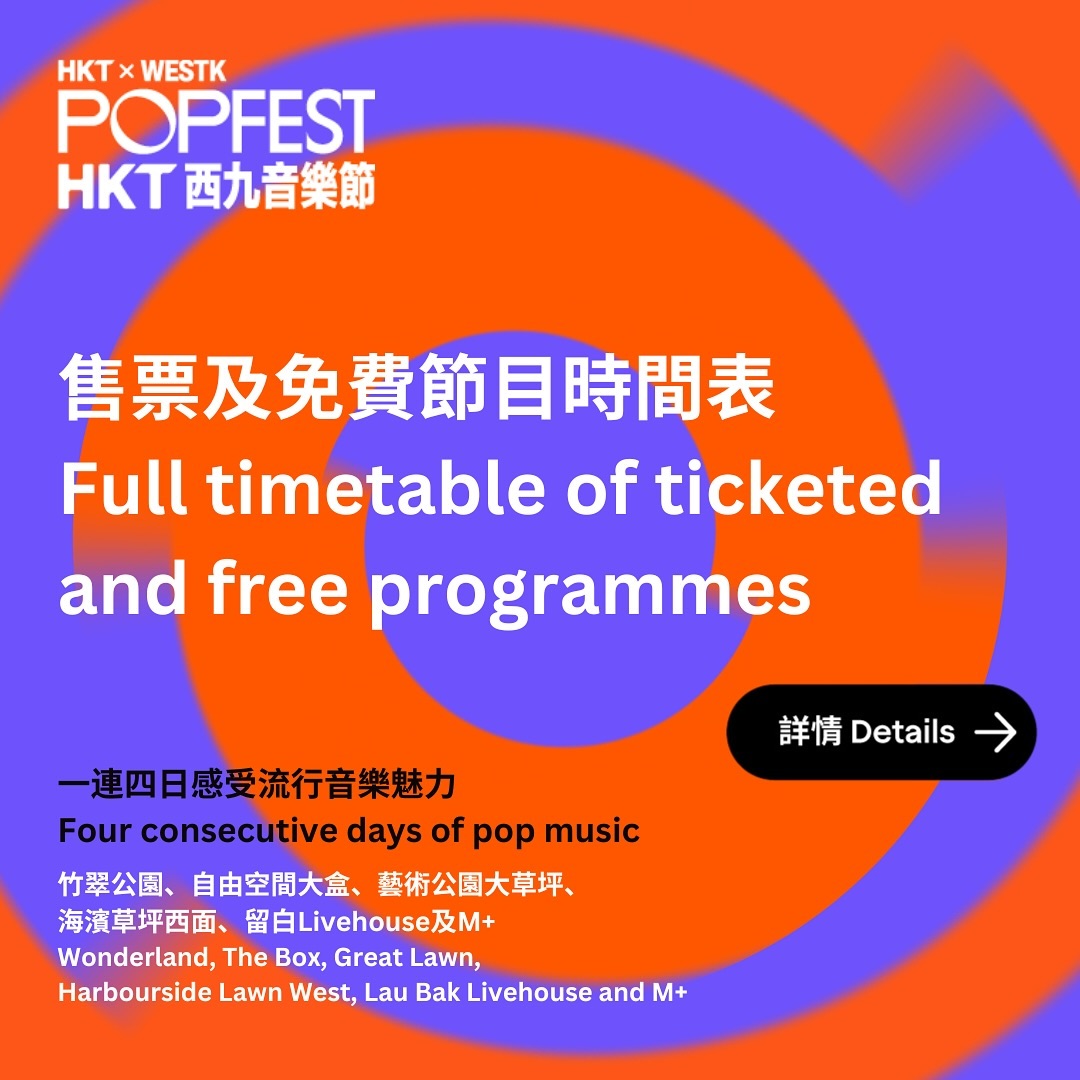 HKT × WESTK
POPFEST
HKT 西九音樂節
售票及免費節目時間表
Full timetable of ticketed
and free programmes
詳情 Details →
一連四日感受流行音樂魅力
Four consecutive days of pop music
竹翠公園、自由空間大盒、藝術公園大草坪、
海濱草坪西面、留白Livehouse及M+
Wonderland, The Box, Great Lawn,
Harbourside Lawn West, Lau Bak Livehouse and M+